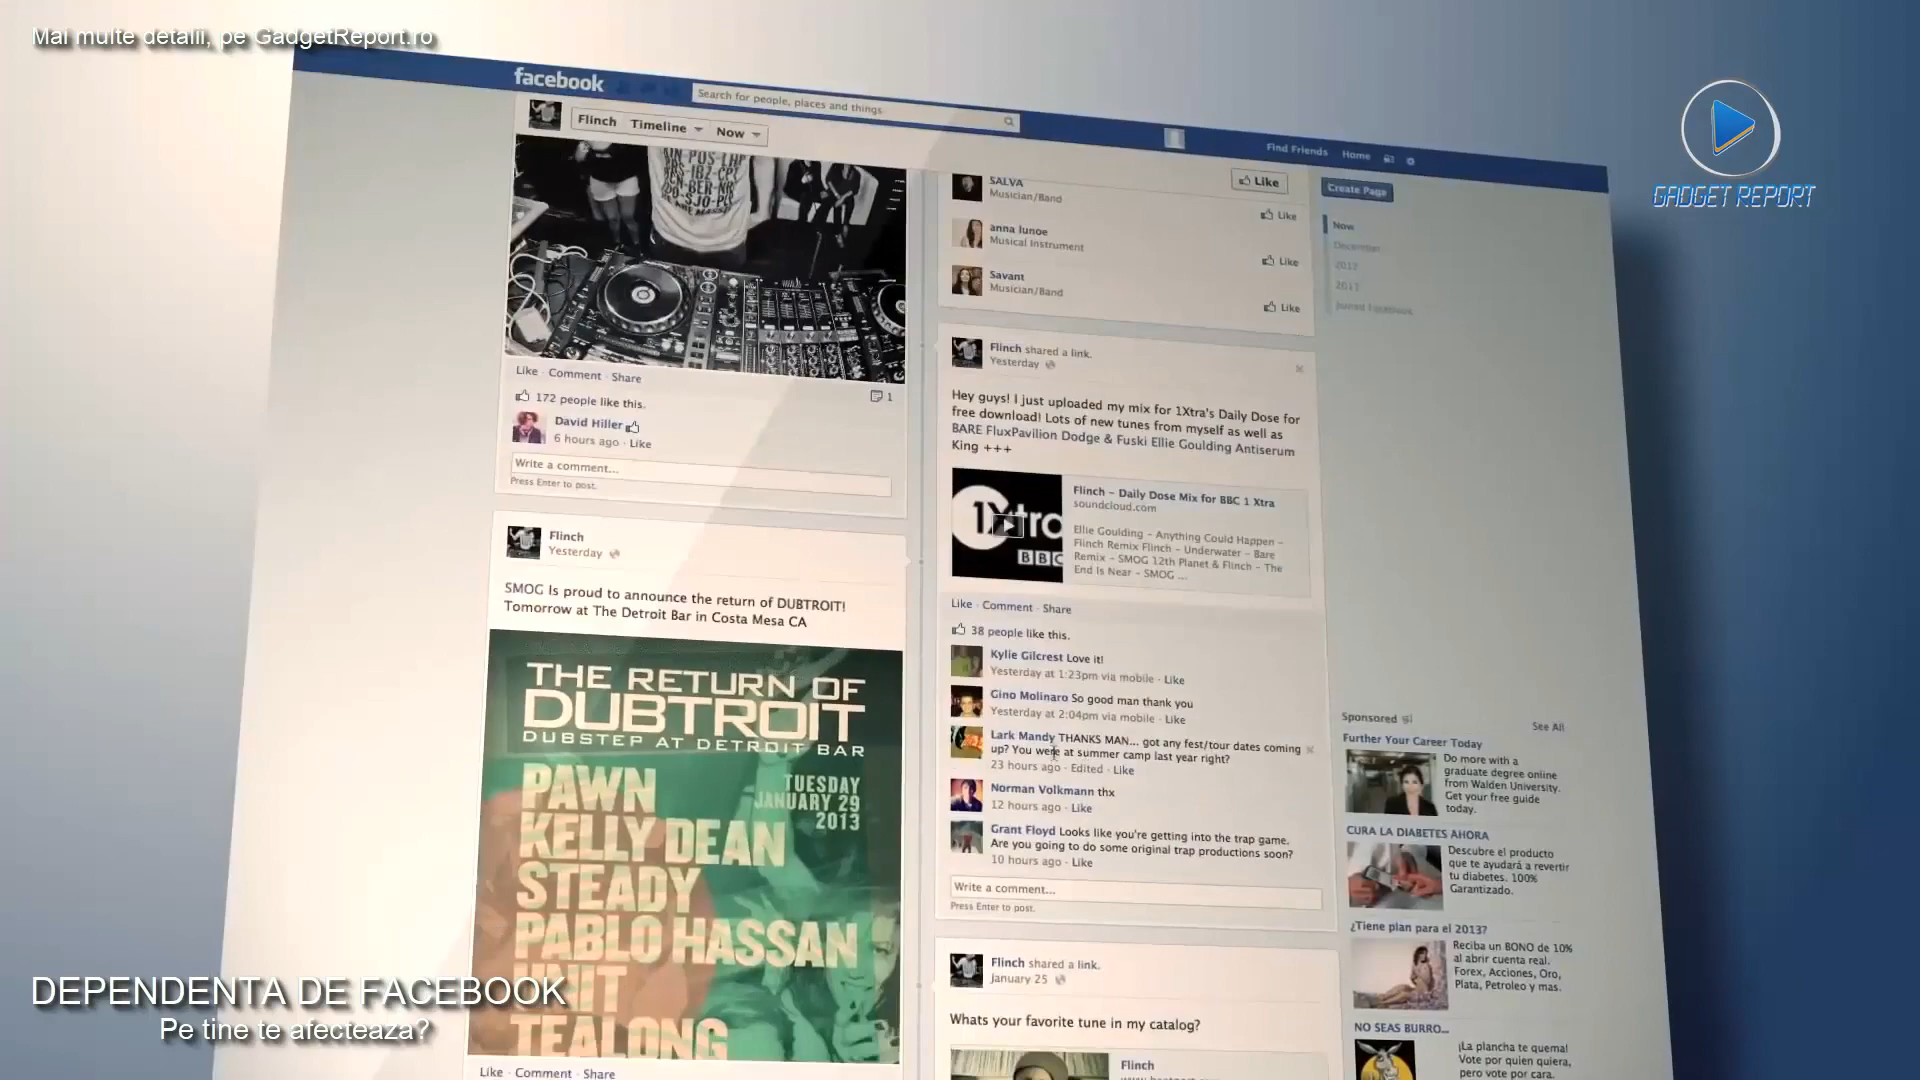 Mai multe detalii, pe GadgetReport.ro
facebook
Search for people, places and things
Find Friends
Home
Flinch
Timeline
Now
GADGET REPORT
Create Page
Now
December
2012
2011
Joined Facebook
KIN-POS-LHP
Like · Comment · Share
172 people like this.
1
David Hiller
6 hours ago · Like
Write a comment...
Press Enter to post.
Flinch
Yesterday
SMOG Is proud to announce the return of DUBTROIT!
Tomorrow at The Detroit Bar in Costa Mesa CA
THE RETURN OF
DUBTROIT
DUBSTEP AT DETROIT BAR
TUESDAY
JANUARY 29
2013
PAWN
KELLY DEAN
STEADY
PABLO HASSAN
UNIT
TEALONG
Like · Comment · Share
Like
SALVA
Musician/Band
Like
anna lunoe
Musical Instrument
Like
Savant
Musician/Band
Like
Flinch shared a link.
Yesterday
Hey guys! I just uploaded my mix for 1Xtra's Daily Dose for
free download! Lots of new tunes from myself as well as
BARE FluxPavilion Dodge & Fuski Ellie Goulding Antiserum
King +++
1Xtra
BBC
Flinch – Daily Dose Mix for BBC 1 Xtra
soundcloud.com
Ellie Goulding – Anything Could Happen –
Flinch Remix Flinch – Underwater – Bare
Remix – SMOG 12th Planet & Flinch – The
End Is Near – SMOG ...
Like · Comment · Share
38 people like this.
Kylie Gilcrest Love it!
Yesterday at 1:23pm via mobile · Like
Gino Molinaro So good man thank you
Yesterday at 2:04pm via mobile · Like
Lark Mandy THANKS MAN... got any fest/tour dates coming
up? You were at summer camp last year right?
23 hours ago · Edited · Like
Norman Volkmann thx
12 hours ago · Like
Grant Floyd Looks like you're getting into the trap game.
Are you going to do some original trap productions soon?
10 hours ago · Like
Write a comment...
Press Enter to post.
Flinch shared a link.
January 25
Whats your favorite tune in my catalog?
Flinch
Sponsored
See All
Further Your Career Today
Do more with a
graduate degree online
from Walden University.
Get your free guide
today.
CURA LA DIABETES AHORA
Descubre el producto
que te ayudará a revertir
tu diabetes. 100%
Garantizado.
¿Tiene plan para el 2013?
Reciba un BONO de 10%
al abrir cuenta real.
Forex, Acciones, Oro,
Plata, Petroleo y mas.
NO SEAS BURRO...
¡La plancha te quema!
Vote por quien quiera,
pero vote por cara.
DEPENDENTA DE FACEBOOK
Pe tine te afecteaza?